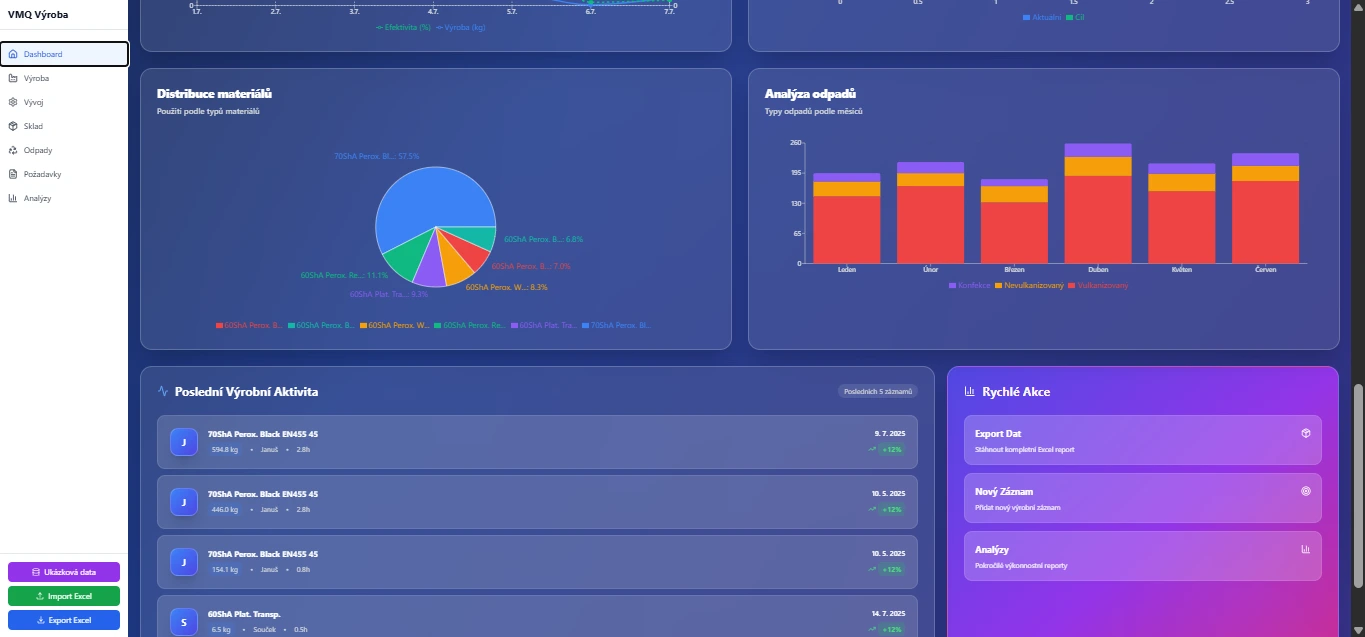 VMQ Výroba
Dashboard
Výroba
Vývoj
Sklad
Odpady
Požadavky
Analýzy
Ukázková data
Import Excel
Export Excel
0
1.7. 2.7. 3.7. 4.7. 5.7. 6.7. 7.7.
0
Efektivita (%) Výroba (kg)
0 0.5 1 1.5 2 2.5 3
Aktuální Cíl
Distribuce materiálů
Použití podle typů materiálů
70ShA Perox. Bl...: 57.5%
60ShA Perox. B...: 6.8%
60ShA Perox. B...: 7.0%
60ShA Perox. Re...: 11.1%
60ShA Perox. W...: 8.3%
60ShA Plat. Tra...: 9.3%
60ShA Perox. B... 60ShA Perox. B... 60ShA Perox. W... 60ShA Perox. Re... 60ShA Plat. Tra... 70ShA Perox. Bl...
Analýza odpadů
Typy odpadů podle měsíců
260
195
130
65
0
Leden Únor Březen Duben Květen Červen
Konfekce Nevulkanizovaný Vulkanizovaný
Poslední Výrobní Aktivita
Posledních 5 záznamů
J
70ShA Perox. Black EN455 45
594.8 kg • Januš • 2.8h
9. 7. 2025
+12%
J
70ShA Perox. Black EN455 45
446.0 kg • Januš • 2.8h
10. 5. 2025
+12%
J
70ShA Perox. Black EN455 45
154.1 kg • Januš • 0.8h
10. 5. 2025
+12%
S
60ShA Plat. Transp.
6.5 kg • Souček • 0.5h
14. 7. 2025
+12%
Rychlé Akce
Export Dat
Stáhnout kompletní Excel report
Nový Záznam
Přidat nový výrobní záznam
Analýzy
Pokročilé výkonnostní reporty